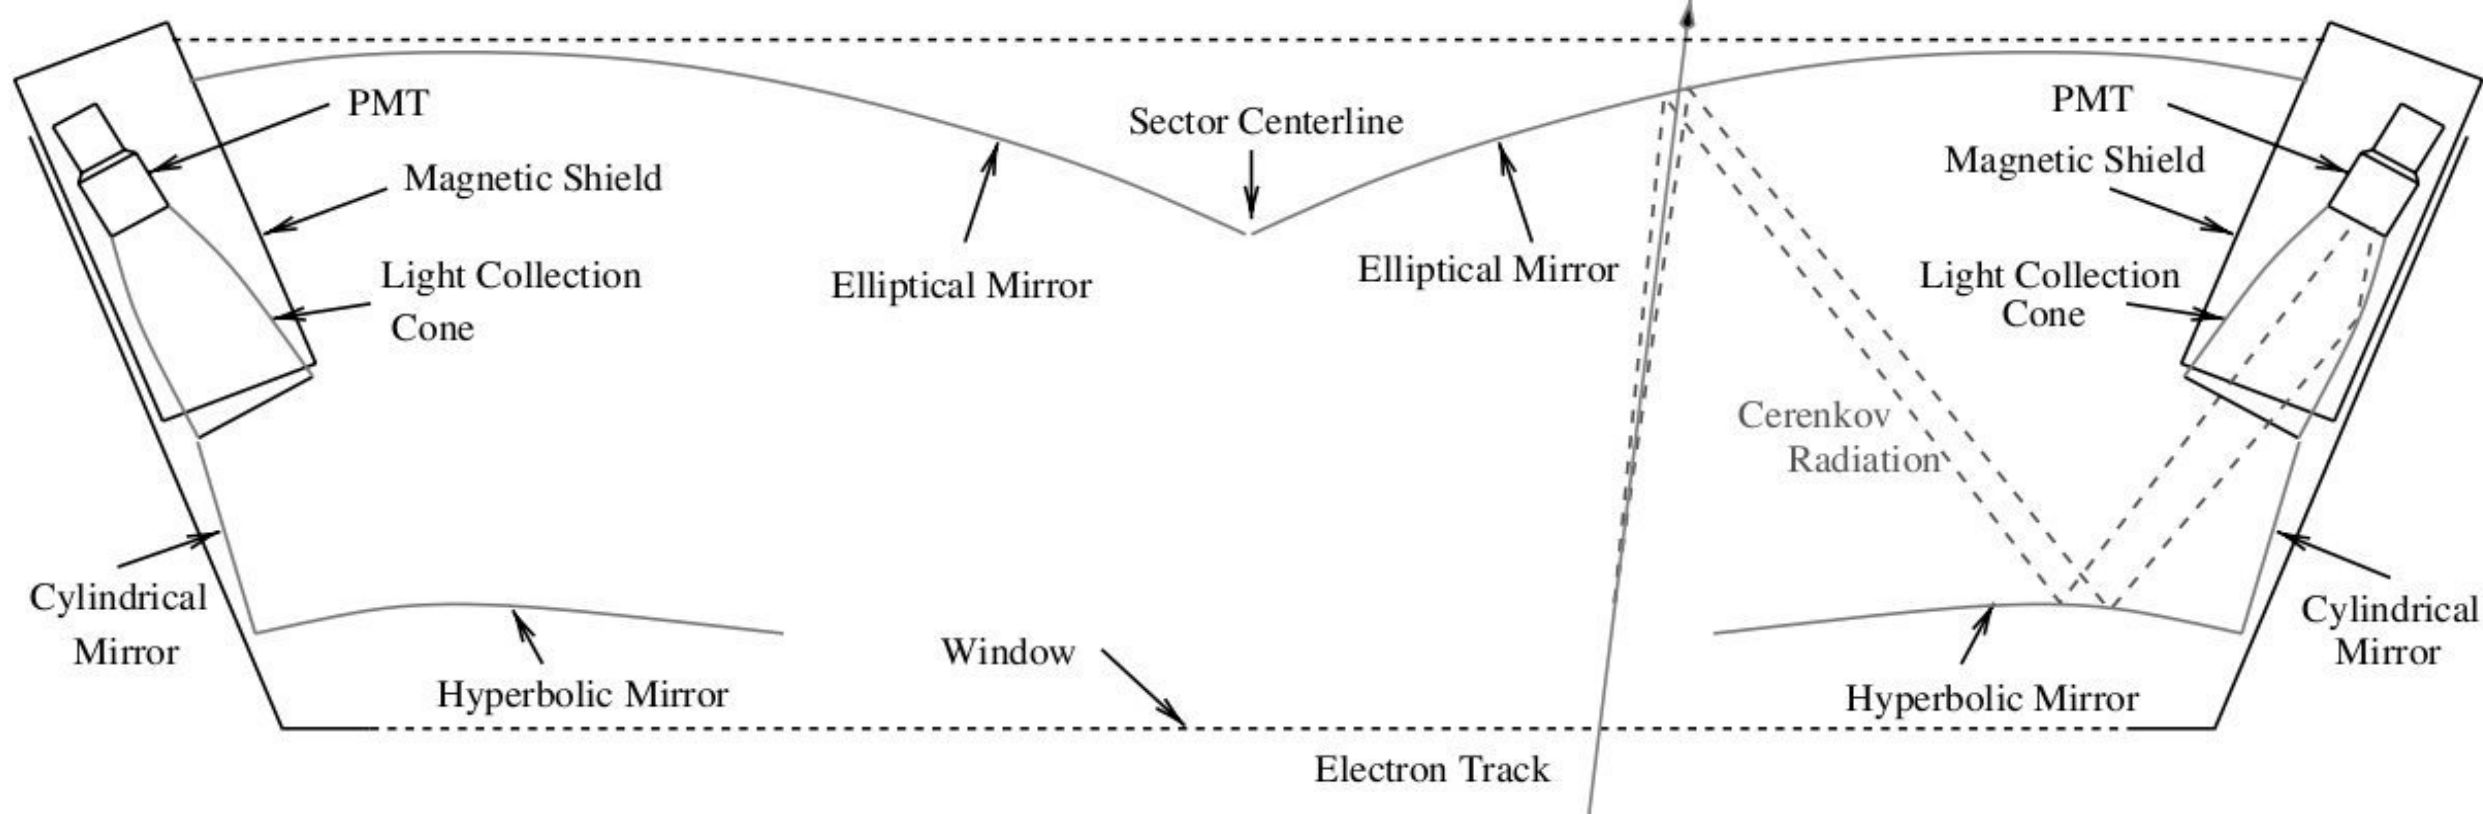 PMT
Magnetic Shield
Light Collection
Cone
Elliptical Mirror
Sector Centerline
Elliptical Mirror
PMT
Magnetic Shield
Light Collection
Cone
Cerenkov
Radiation
Cylindrical
Mirror
Hyperbolic Mirror
Window
Electron Track
Hyperbolic Mirror
Cylindrical
Mirror